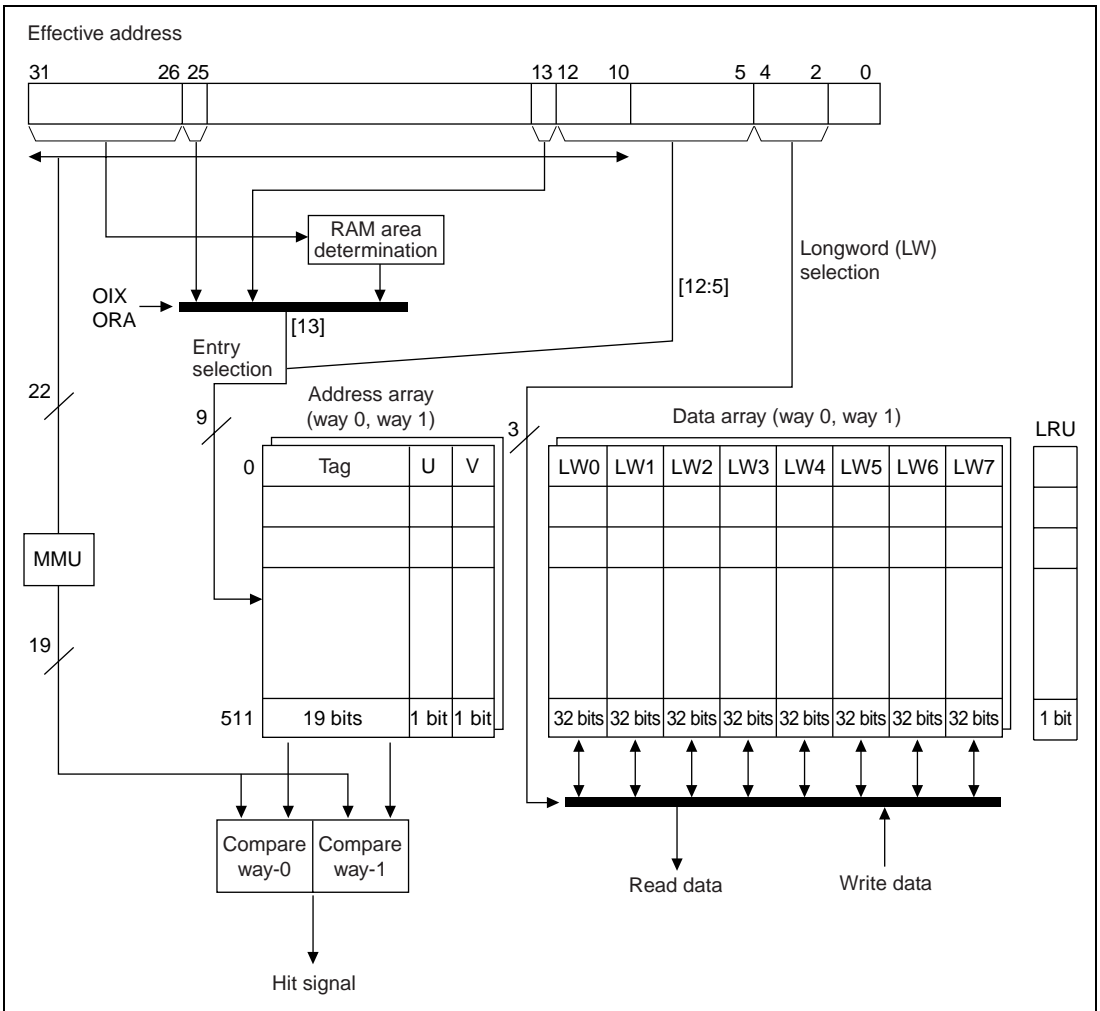 Effective address
31 26 25 13 12 10 5 4 2 0
RAM area
determination
Longword (LW)
selection
[12:5]
OIX
ORA
[13]
Entry
selection
22
9
Address array
(way 0, way 1)
3
Data array (way 0, way 1)
LRU
0 Tag U V
LW0 LW1 LW2 LW3 LW4 LW5 LW6 LW7
MMU
19
511 19 bits 1 bit 1 bit
32 bits 32 bits 32 bits 32 bits 32 bits 32 bits 32 bits 32 bits
1 bit
Compare
way-0
Compare
way-1
Read data
Write data
Hit signal